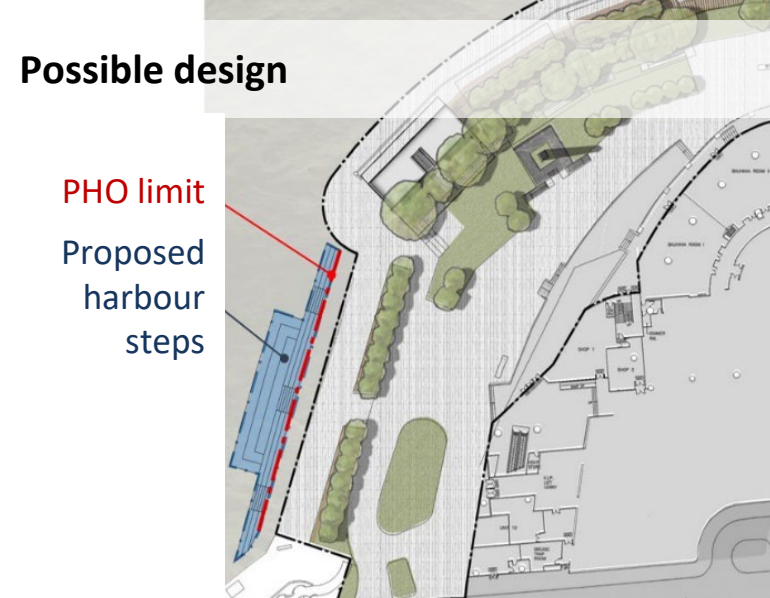 Possible design
PHO limit
Proposed
harbour
steps
SHOP 1
SHOP 2